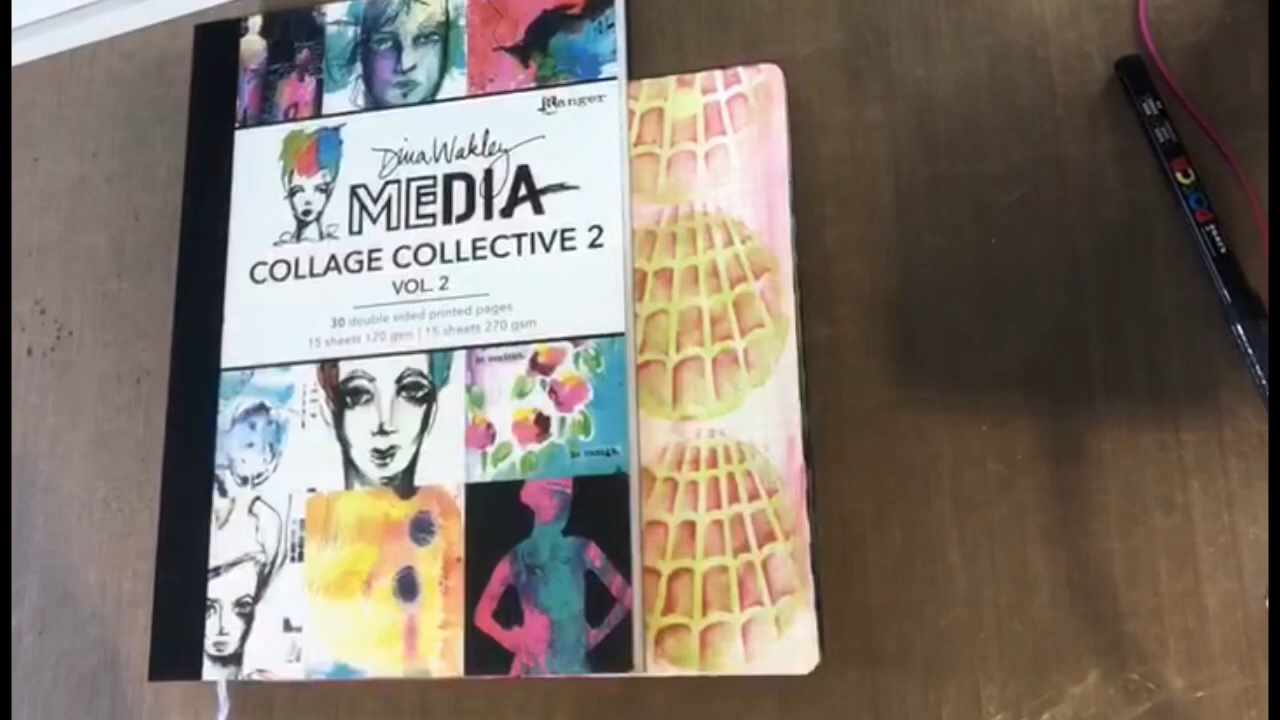 Ranger
Dina Wakley
MEDIA
COLLAGE COLLECTIVE 2
VOL. 2
30 double sided printed pages
15 sheets 120 gsm | 15 sheets 270 gsm
POSCA